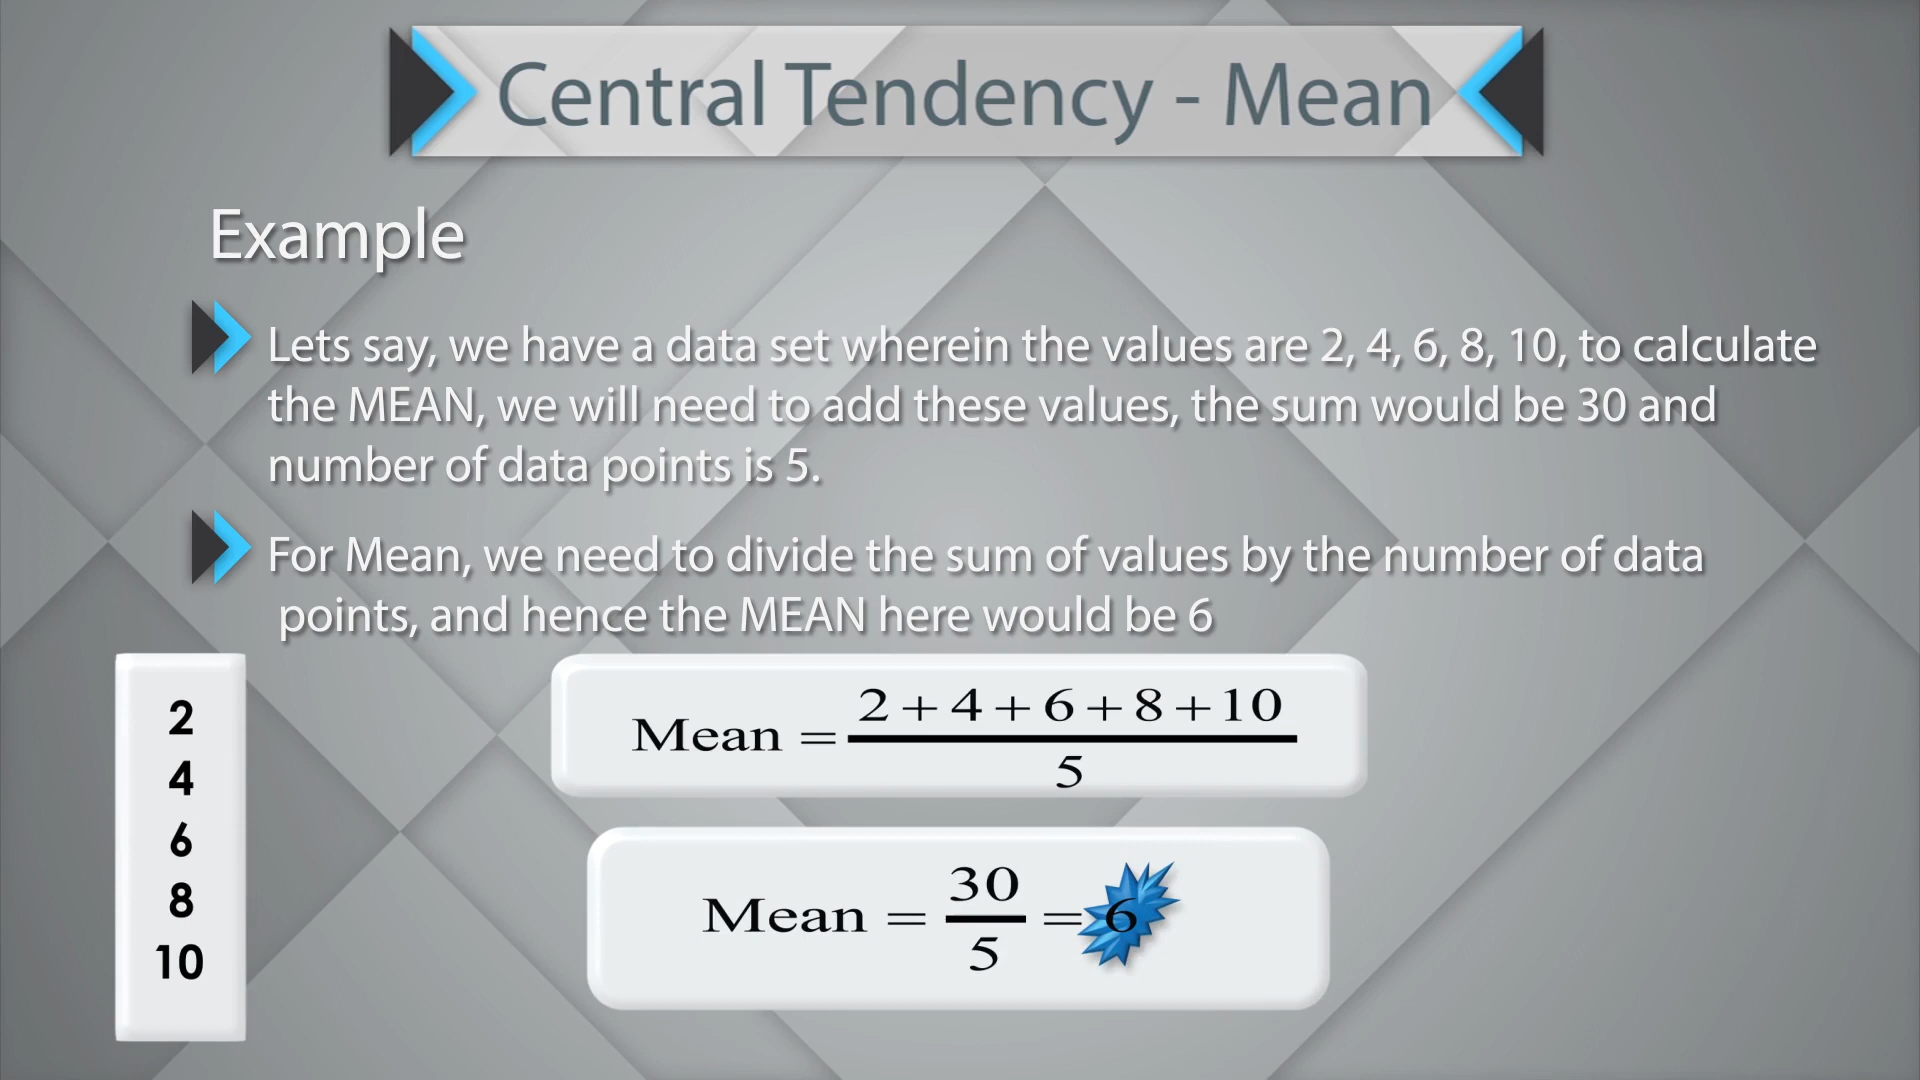 Central Tendency - Mean
Example
Lets say, we have a data set wherein the values are 2, 4, 6, 8, 10, to calculate
the MEAN, we will need to add these values, the sum would be 30 and
number of data points is 5.
For Mean, we need to divide the sum of values by the number of data
points, and hence the MEAN here would be 6
2
4
6
8
10
Mean = 2 + 4 + 6 + 8 + 10 / 5
Mean = 30 / 5 = 6